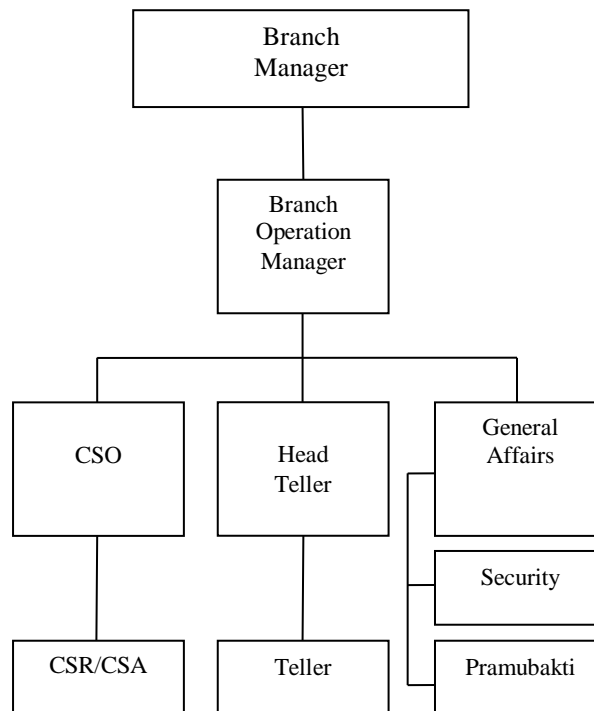 Branch
Manager
Branch
Operation
Manager
CSO
Head
Teller
General
Affairs
Security
CSR/CSA
Teller
Pramubakti